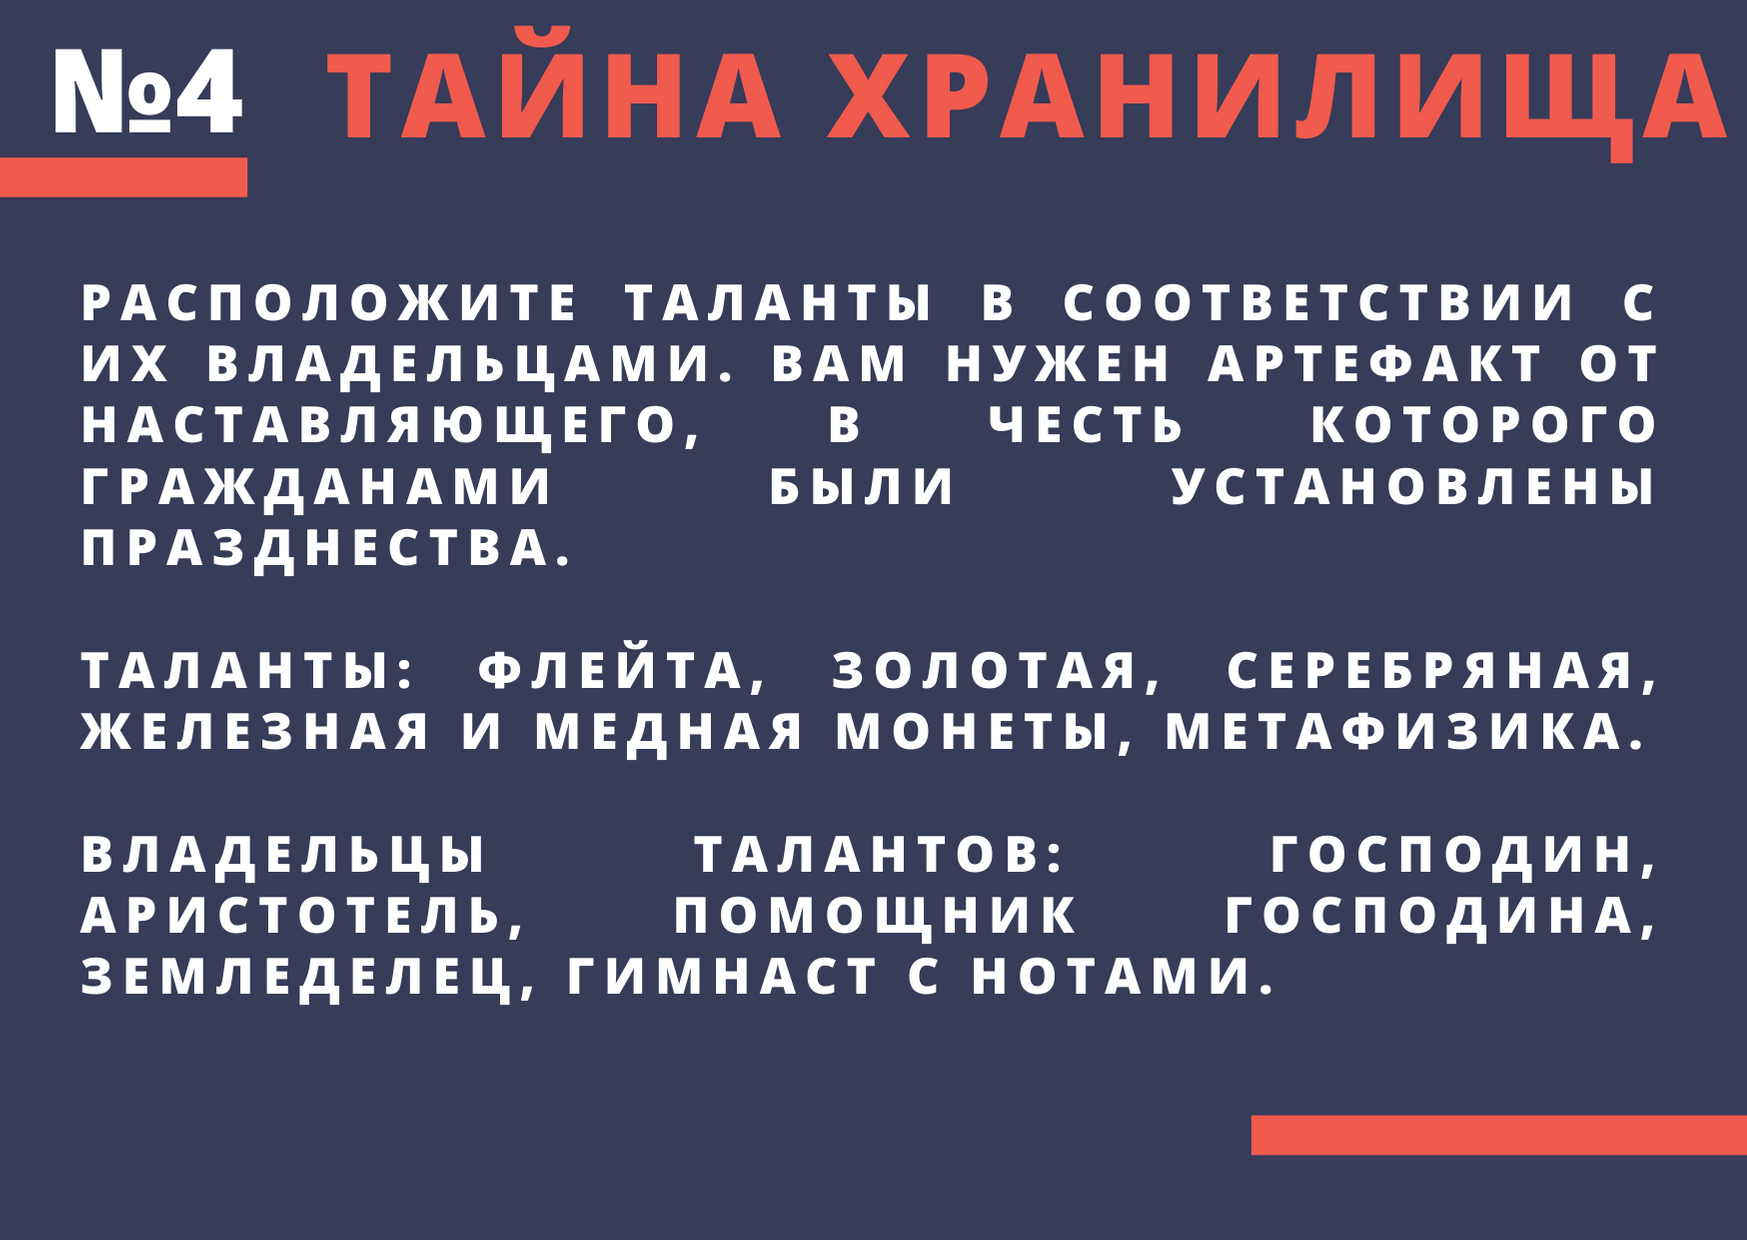 №4 ТАЙНА ХРАНИЛИЩА
РАСПОЛОЖИТЕ ТАЛАНТЫ В СООТВЕТСТВИИ С
ИХ ВЛАДЕЛЬЦАМИ. ВАМ НУЖЕН АРТЕФАКТ ОТ
НАСТАВЛЯЮЩЕГО, В ЧЕСТЬ КОТОРОГО
ГРАЖДАНАМИ БЫЛИ УСТАНОВЛЕНЫ
ПРАЗДНЕСТВА.
ТАЛАНТЫ: ФЛЕЙТА, ЗОЛОТАЯ, СЕРЕБРЯНАЯ,
ЖЕЛЕЗНАЯ И МЕДНАЯ МОНЕТЫ, МЕТАФИЗИКА.
ВЛАДЕЛЬЦЫ ТАЛАНТОВ: ГОСПОДИН,
АРИСТОТЕЛЬ, ПОМОЩНИК ГОСПОДИНА,
ЗЕМЛЕДЕЛЕЦ, ГИМНАСТ С НОТАМИ.